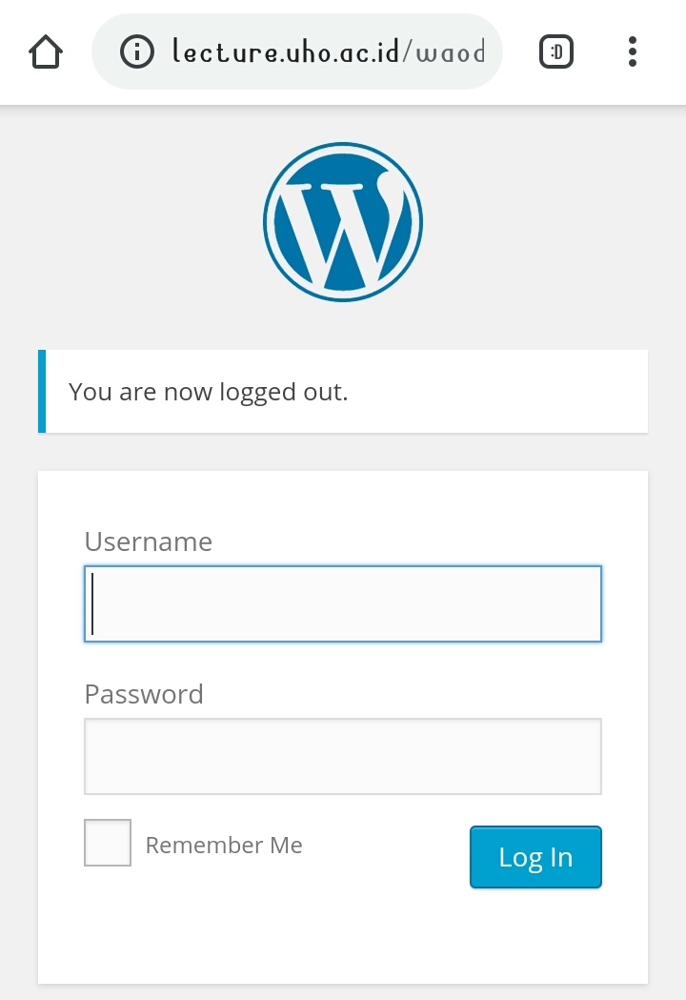 lecture.uho.ac.id/waod
:D
W
You are now logged out.
Username
Password
Remember Me
Log In